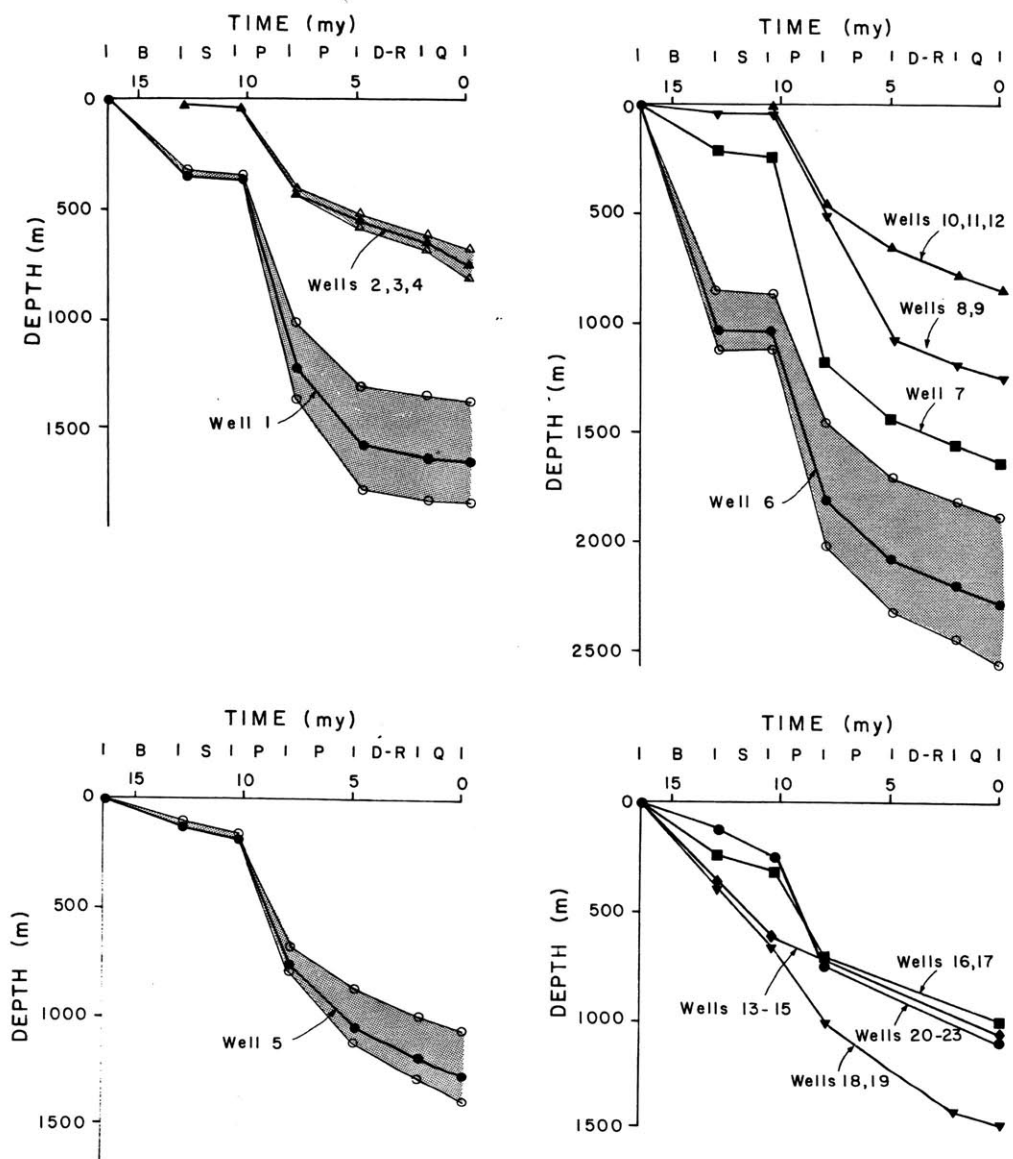 TIME (my)
I B I S I P I P I D-R I Q I
15 10 5 0
0
500
1000
1500
DEPTH (m)
Wells 2,3,4
Well 1
TIME (my)
I B I S I P I P I D-R I Q I
15 10 5 0
0
500
1000
1500
2000
2500
DEPTH (m)
Wells 10,11,12
Wells 8,9
Well 7
Well 6
TIME (my)
I B I S I P I P I D-R I Q I
15 10 5 0
0
500
1000
1500
DEPTH (m)
Well 5
TIME (my)
I B I S I P I P I D-R I Q I
15 10 5 0
0
500
1000
1500
DEPTH (m)
Wells 16,17
Wells 13-15
Wells 20-23
Wells 18,19